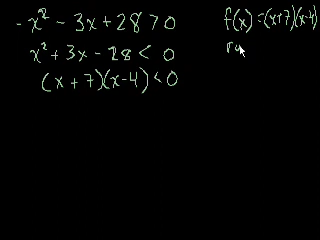 -x² - 3x + 28 > 0
x² + 3x - 28 < 0
(x + 7)(x - 4) < 0
f(x) = (x+7)(x-4)